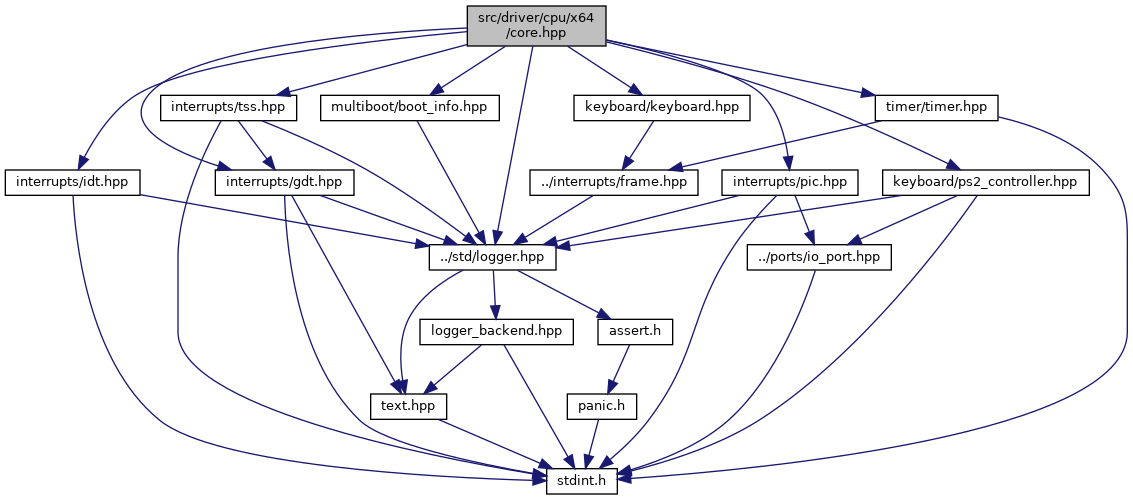 src/driver/cpu/x64
/core.hpp
interrupts/tss.hpp
multiboot/boot_info.hpp
keyboard/keyboard.hpp
timer/timer.hpp
interrupts/idt.hpp
interrupts/gdt.hpp
../interrupts/frame.hpp
interrupts/pic.hpp
keyboard/ps2_controller.hpp
../std/logger.hpp
../ports/io_port.hpp
logger_backend.hpp
assert.h
text.hpp
panic.h
stdint.h